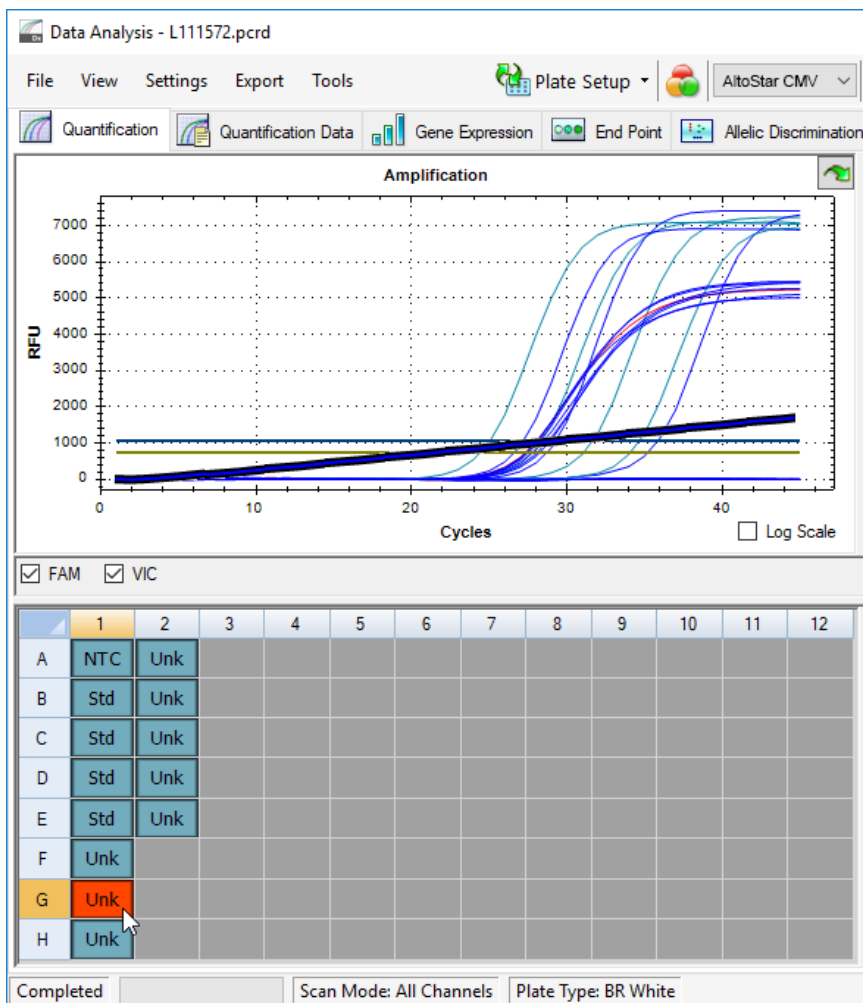 Data Analysis - L111572.pcrd
File View Settings Export Tools Plate Setup AltoStar CMV
Quantification Quantification Data Gene Expression End Point Allelic Discrimination
Amplification
7000
6000
5000
4000
3000
2000
1000
0
RFU
0 10 20 30 40
Cycles
Log Scale
FAM VIC
1 2 3 4 5 6 7 8 9 10 11 12
A NTC Unk
B Std Unk
C Std Unk
D Std Unk
E Std Unk
F Unk
G Unk
H Unk
Completed Scan Mode: All Channels Plate Type: BR White